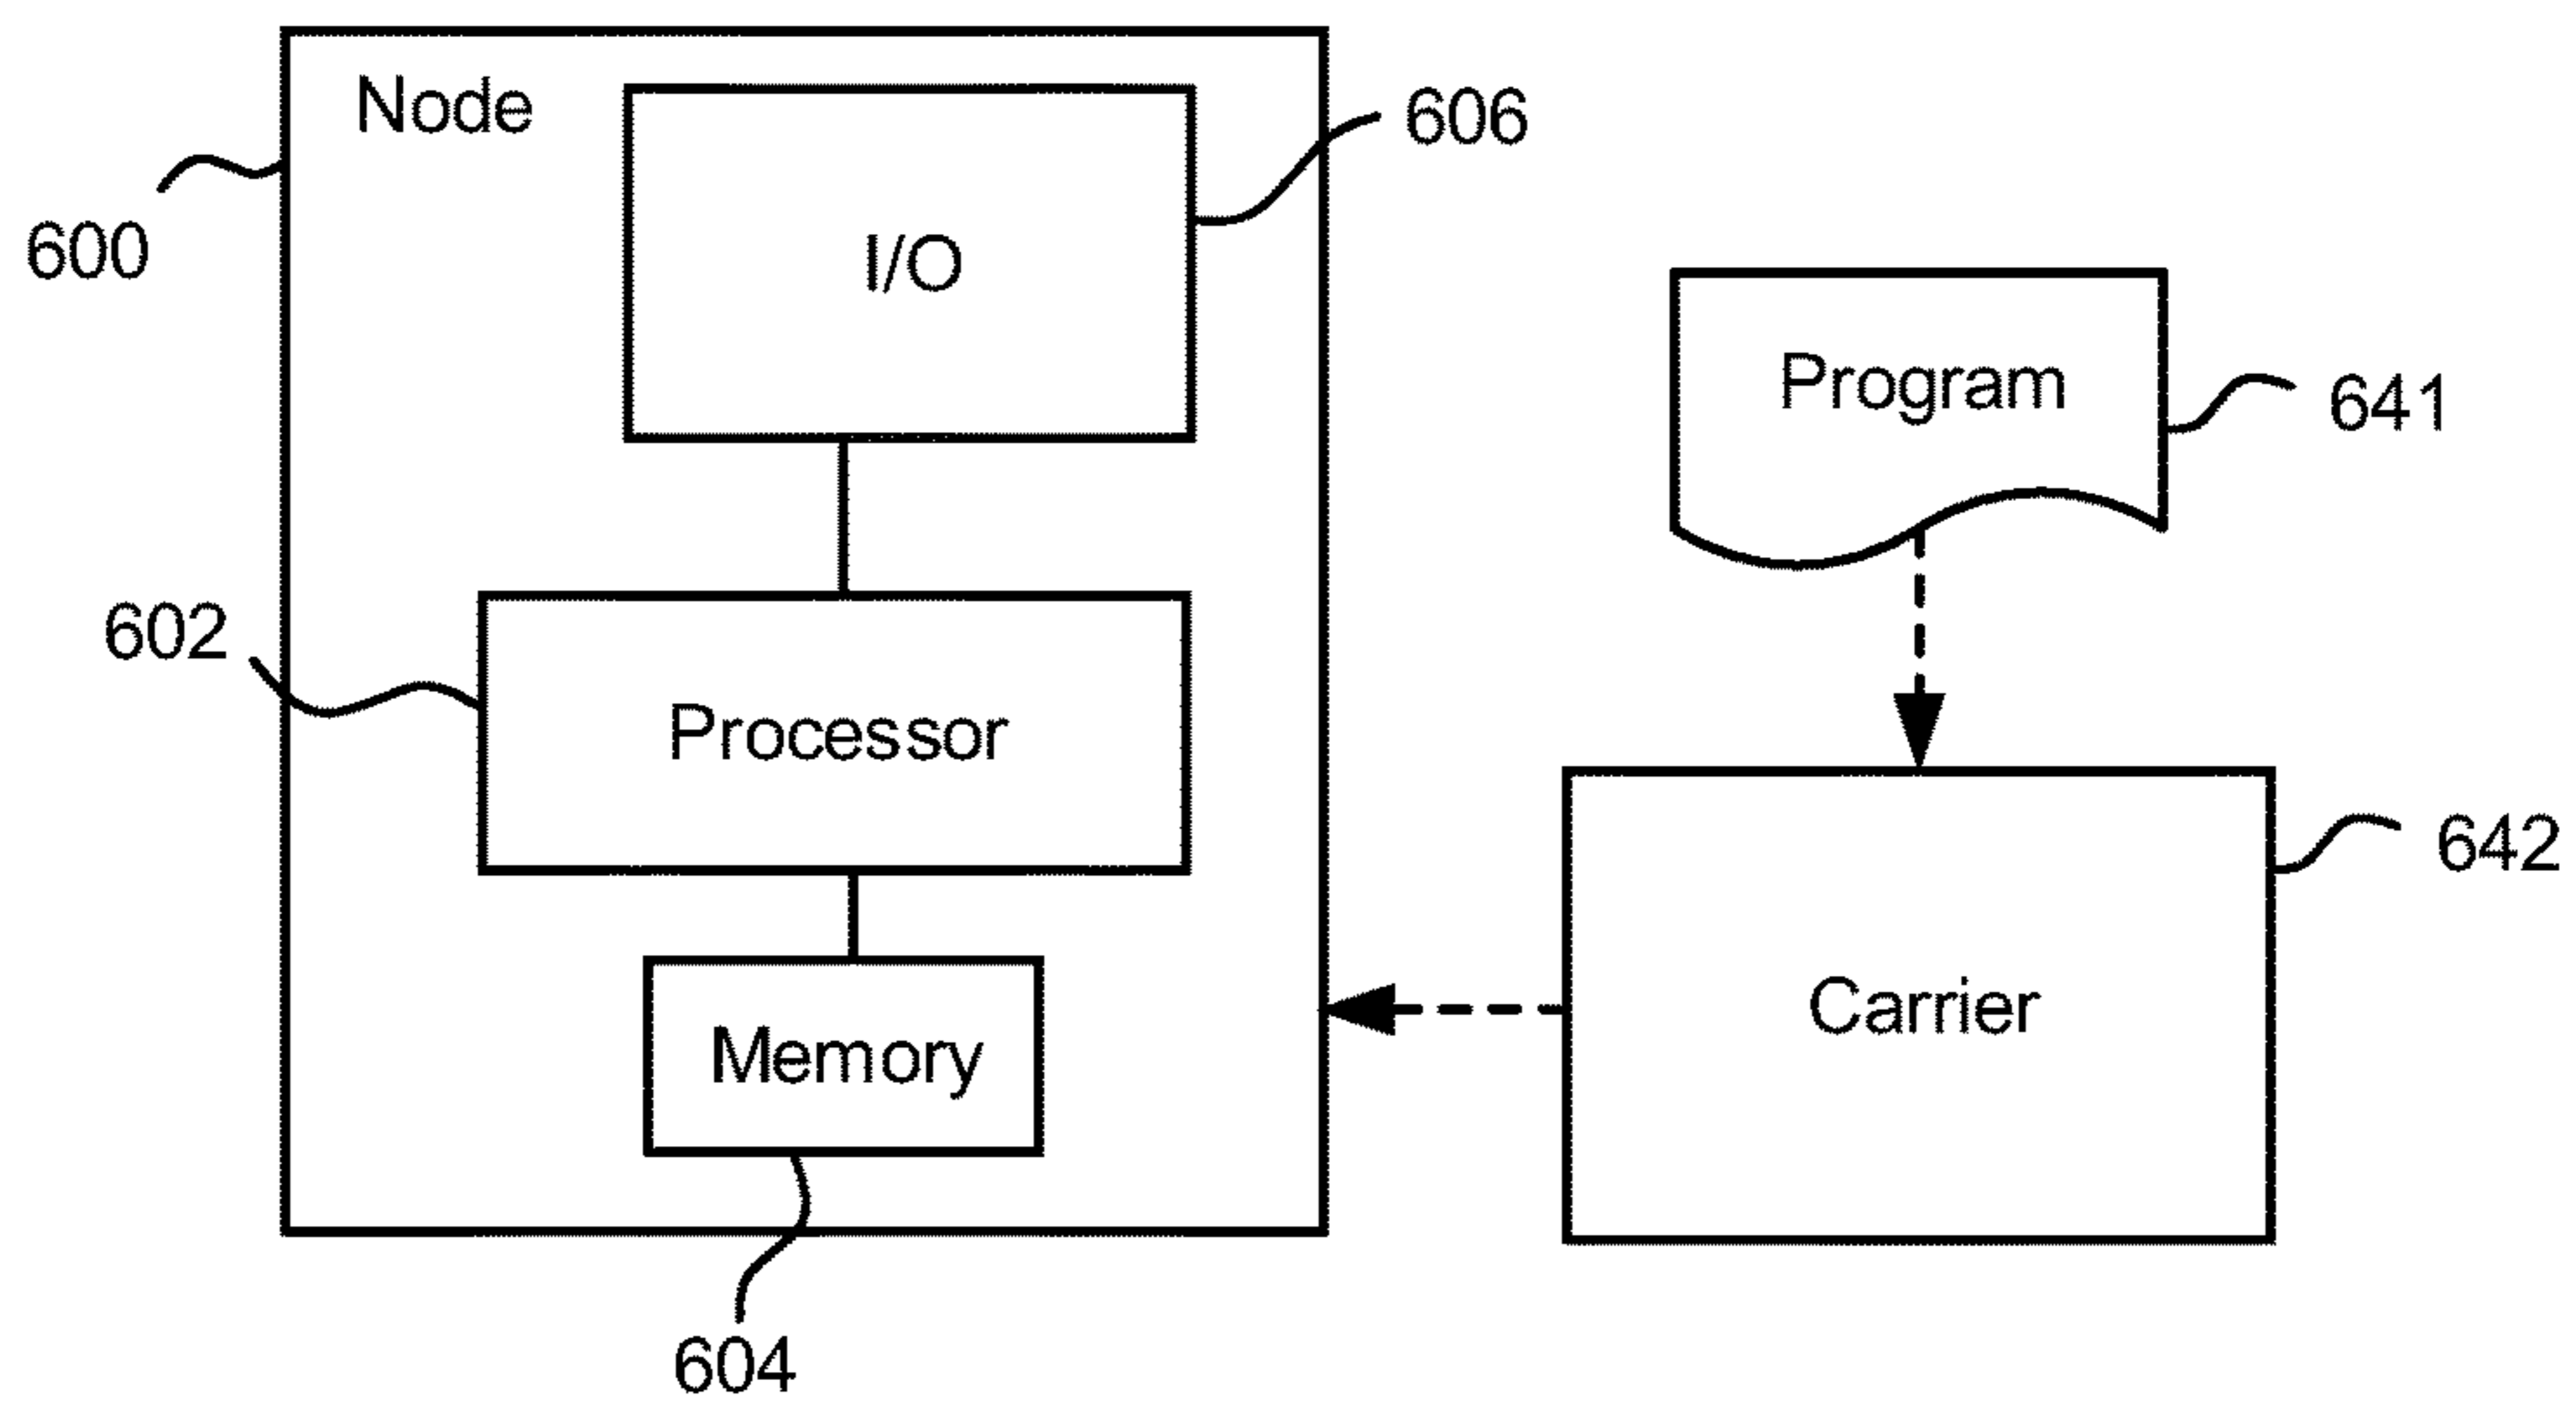 Node
606
I/O
600
Program
641
602
Processor
642
Carrier
Memory
604